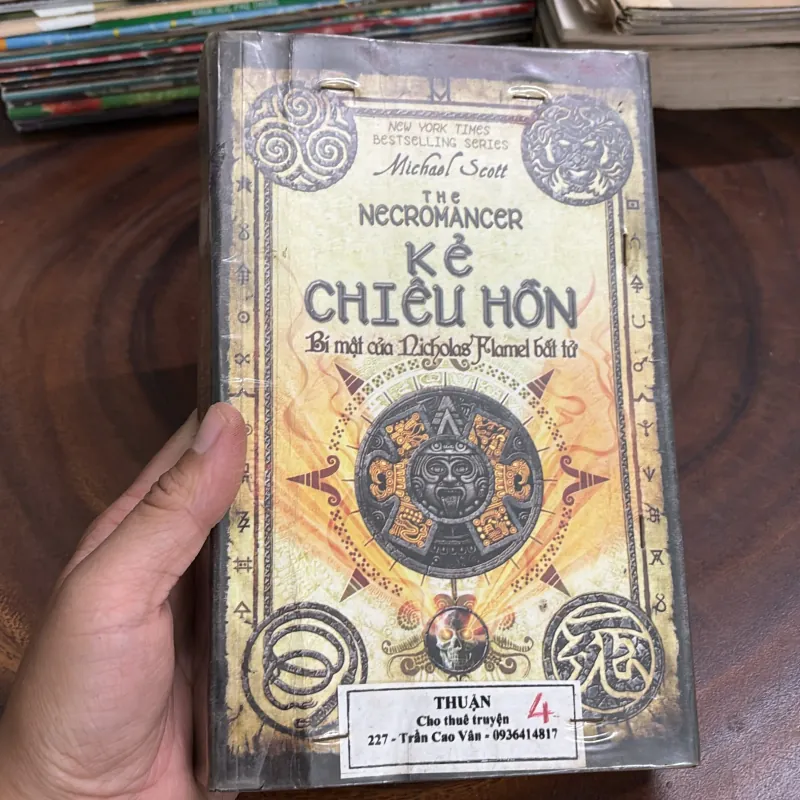 NEW YORK TIMES
BESTSELLING SERIES
Michael Scott
THE
NECROMANCER
KẺ
CHIÊU HỒN
Bí mật của Nicholas Flamel bất tử
THUẬN
Cho thuê truyện
4
227 - Trần Cao Vân - 0936414817